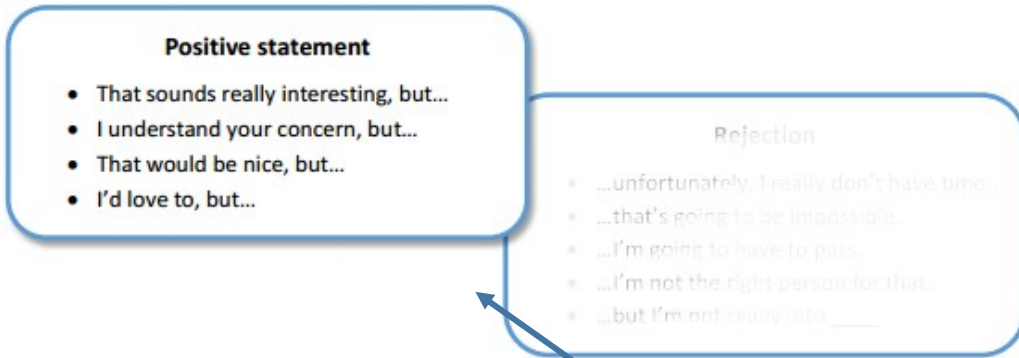 Positive statement
• That sounds really interesting, but...
• I understand your concern, but...
• That would be nice, but...
• I'd love to, but...
Rejection
• ...unfortunately, I really don't have time.
• ...that's going to be impossible.
• ...I'm going to have to pass.
• ...I'm not the right person for that.
• ...but I'm not really into ____